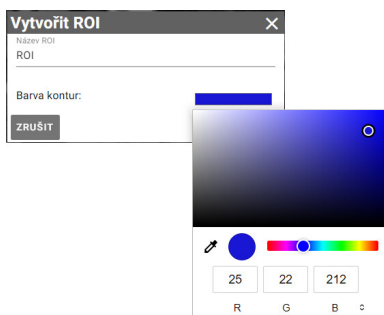 Vytvořit ROI
Název ROI
ROI
Barva kontur:
ZRUŠIT
25 22 212
R G B